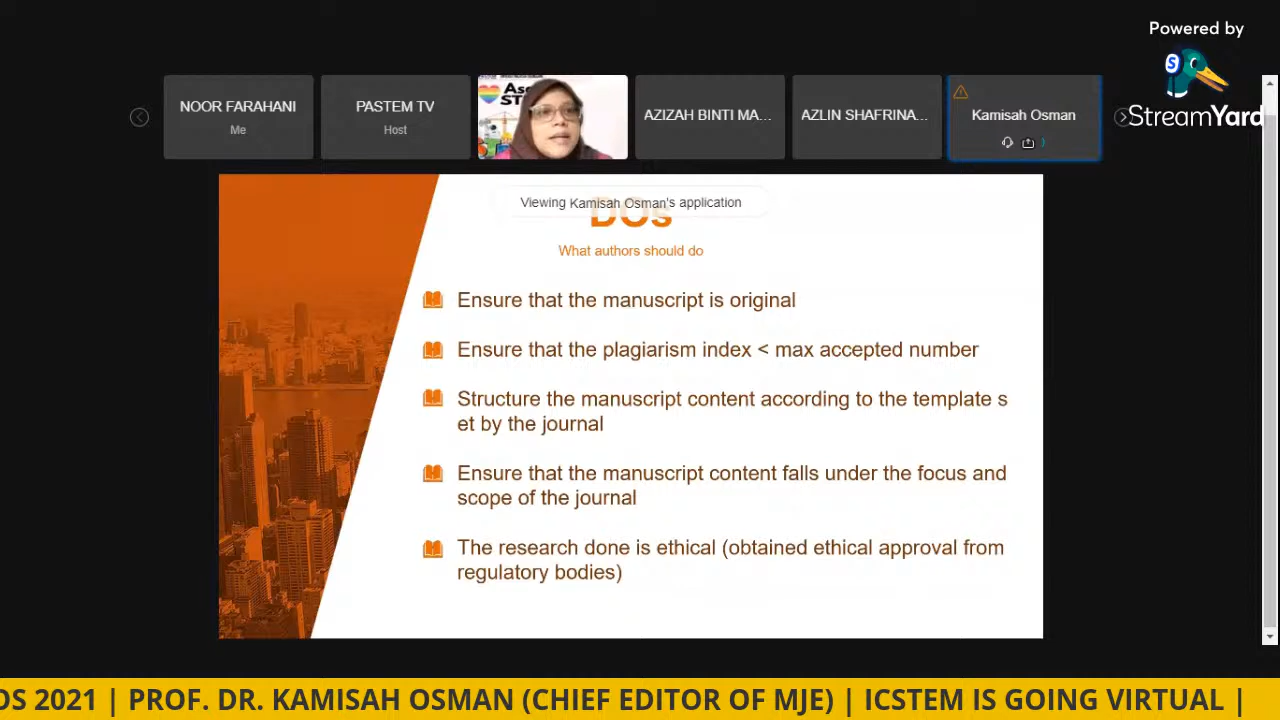 Powered by
StreamYard
NOOR FARAHANI
Me
PASTEM TV
Host
AZIZAH BINTI MA...
AZLIN SHAFRINA...
Kamisah Osman
Viewing Kamisah Osman's application
DOs
What authors should do
Ensure that the manuscript is original
Ensure that the plagiarism index < max accepted number
Structure the manuscript content according to the template s
et by the journal
Ensure that the manuscript content falls under the focus and
scope of the journal
The research done is ethical (obtained ethical approval from
regulatory bodies)
OS 2021 | PROF. DR. KAMISAH OSMAN (CHIEF EDITOR OF MJE) | ICSTEM IS GOING VIRTUAL |